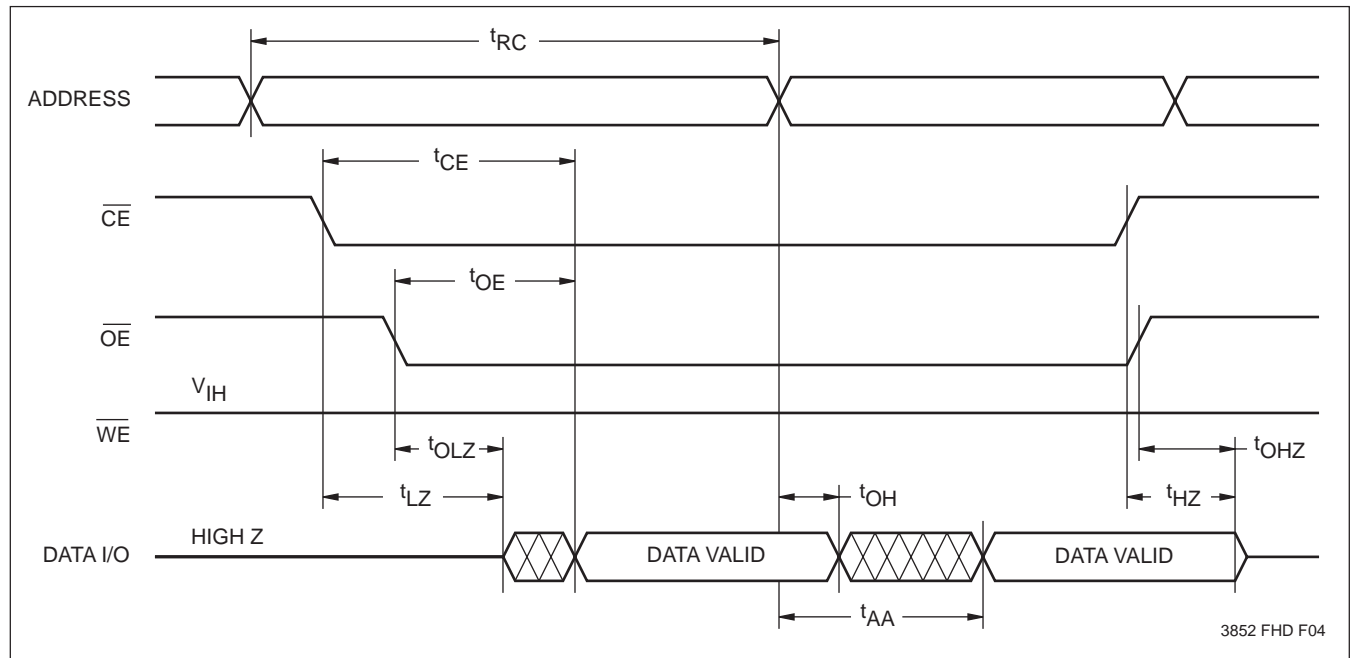 tRC
ADDRESS
tCE
CE
tOE
OE
VIH
WE
tOLZ
tOHZ
tLZ
tOH
tHZ
HIGH Z
DATA I/O
DATA VALID
DATA VALID
tAA
3852 FHD F04